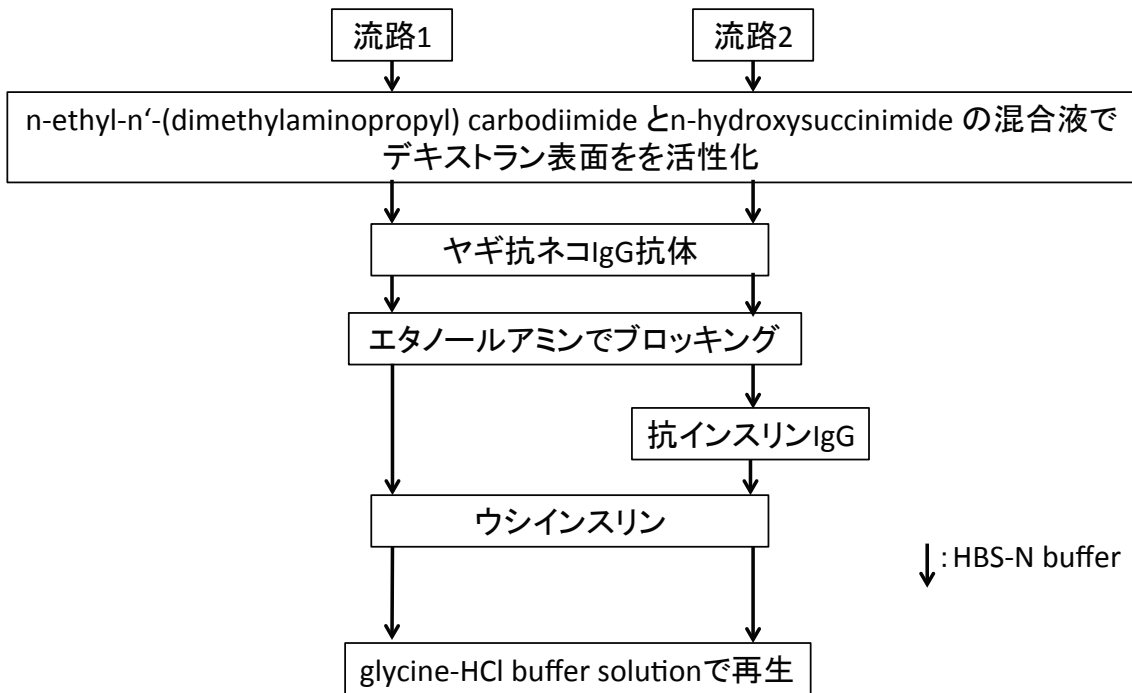 流路1
流路2
n-ethyl-n‘-(dimethylaminopropyl) carbodiimide とn-hydroxysuccinimide の混合液で
デキストラン表面をを活性化
ヤギ抗ネコIgG抗体
エタノールアミンでブロッキング
抗インスリンIgG
ウシインスリン
: HBS-N buffer
glycine-HCl buffer solutionで再生